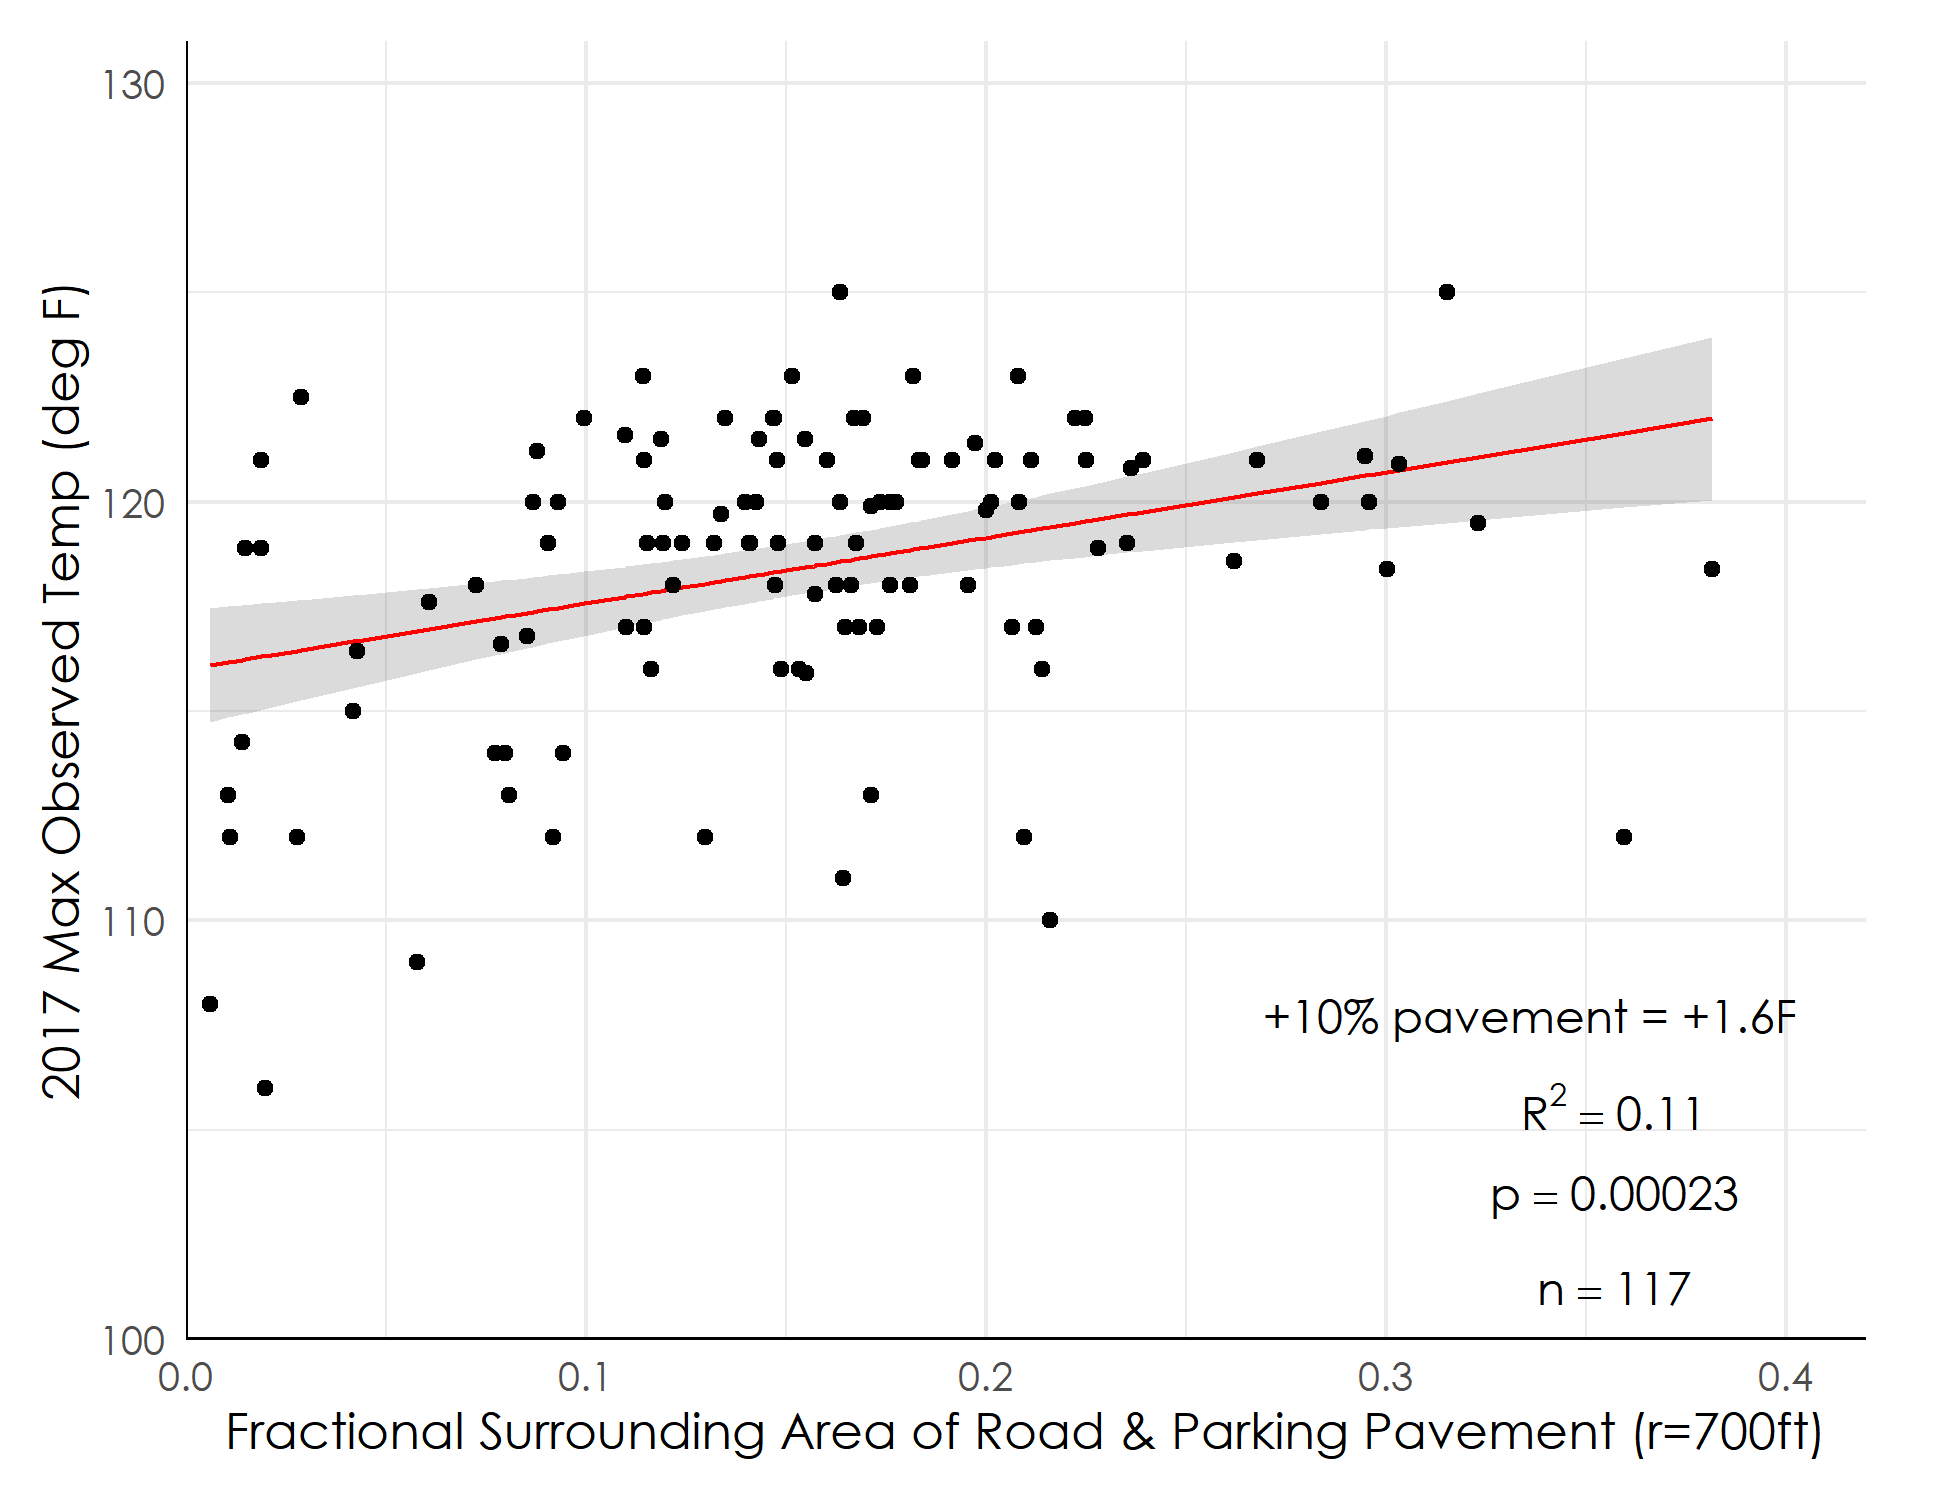 2017 Max Observed Temp (deg F)
130
120
110
100
+10% pavement = +1.6F
R² = 0.11
p = 0.00023
n = 117
0.0 0.1 0.2 0.3 0.4
Fractional Surrounding Area of Road & Parking Pavement (r=700ft)